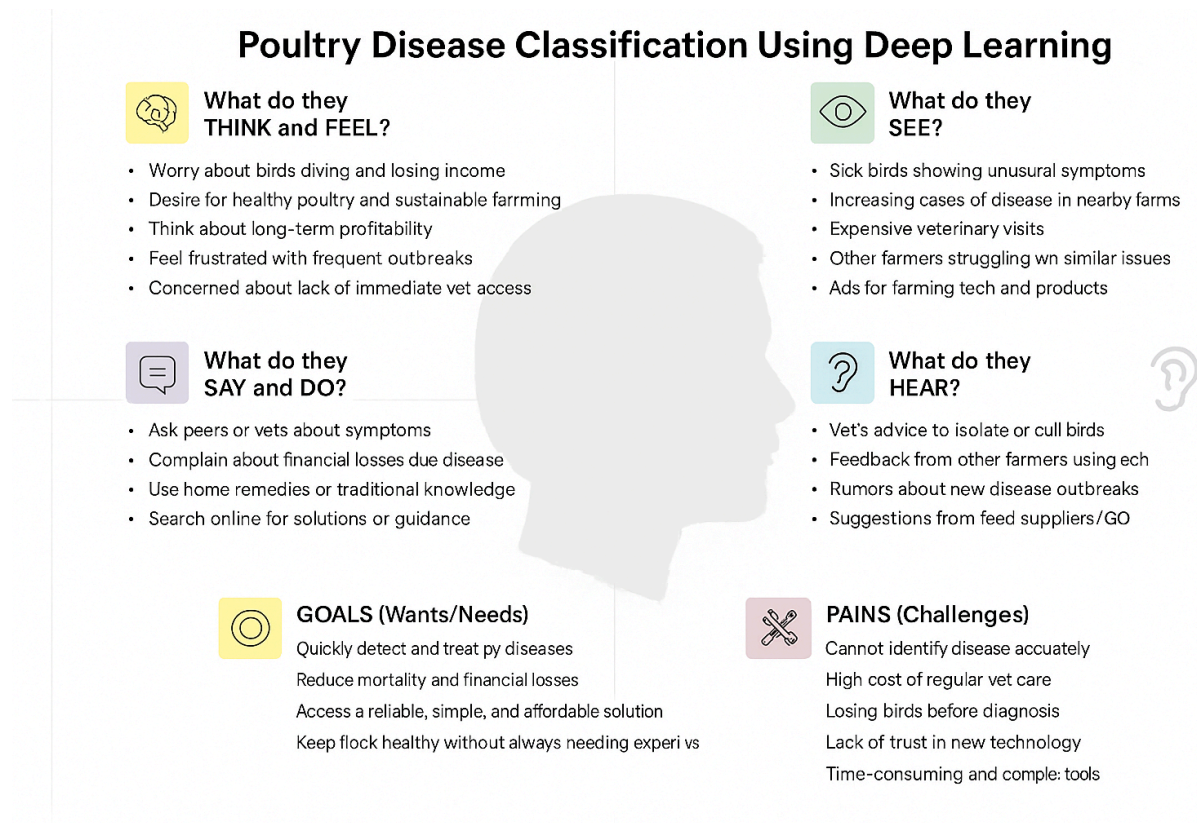 Poultry Disease Classification Using Deep Learning
What do they
THINK and FEEL?
• Worry about birds diving and losing income
• Desire for healthy poultry and sustainable farrming
• Think about long-term profitability
• Feel frustrated with frequent outbreaks
• Concerned about lack of immediate vet access
What do they
SEE?
• Sick birds showing unusural symptoms
• Increasing cases of disease in nearby farms
• Expensive veterinary visits
• Other farmers struggling wn similar issues
• Ads for farming tech and products
What do they
SAY and DO?
• Ask peers or vets about symptoms
• Complain about financial losses due disease
• Use home remedies or traditional knowledge
• Search online for solutions or guidance
What do they
HEAR?
• Vet's advice to isolate or cull birds
• Feedback from other farmers using ech
• Rumors about new disease outbreaks
• Suggestions from feed suppliers/GO
GOALS (Wants/Needs)
Quickly detect and treat py diseases
Reduce mortality and financial losses
Access a reliable, simple, and affordable solution
Keep flock healthy without always needing experi vs
PAINS (Challenges)
Cannot identify disease accuately
High cost of regular vet care
Losing birds before diagnosis
Lack of trust in new technology
Time-consuming and comple: tools